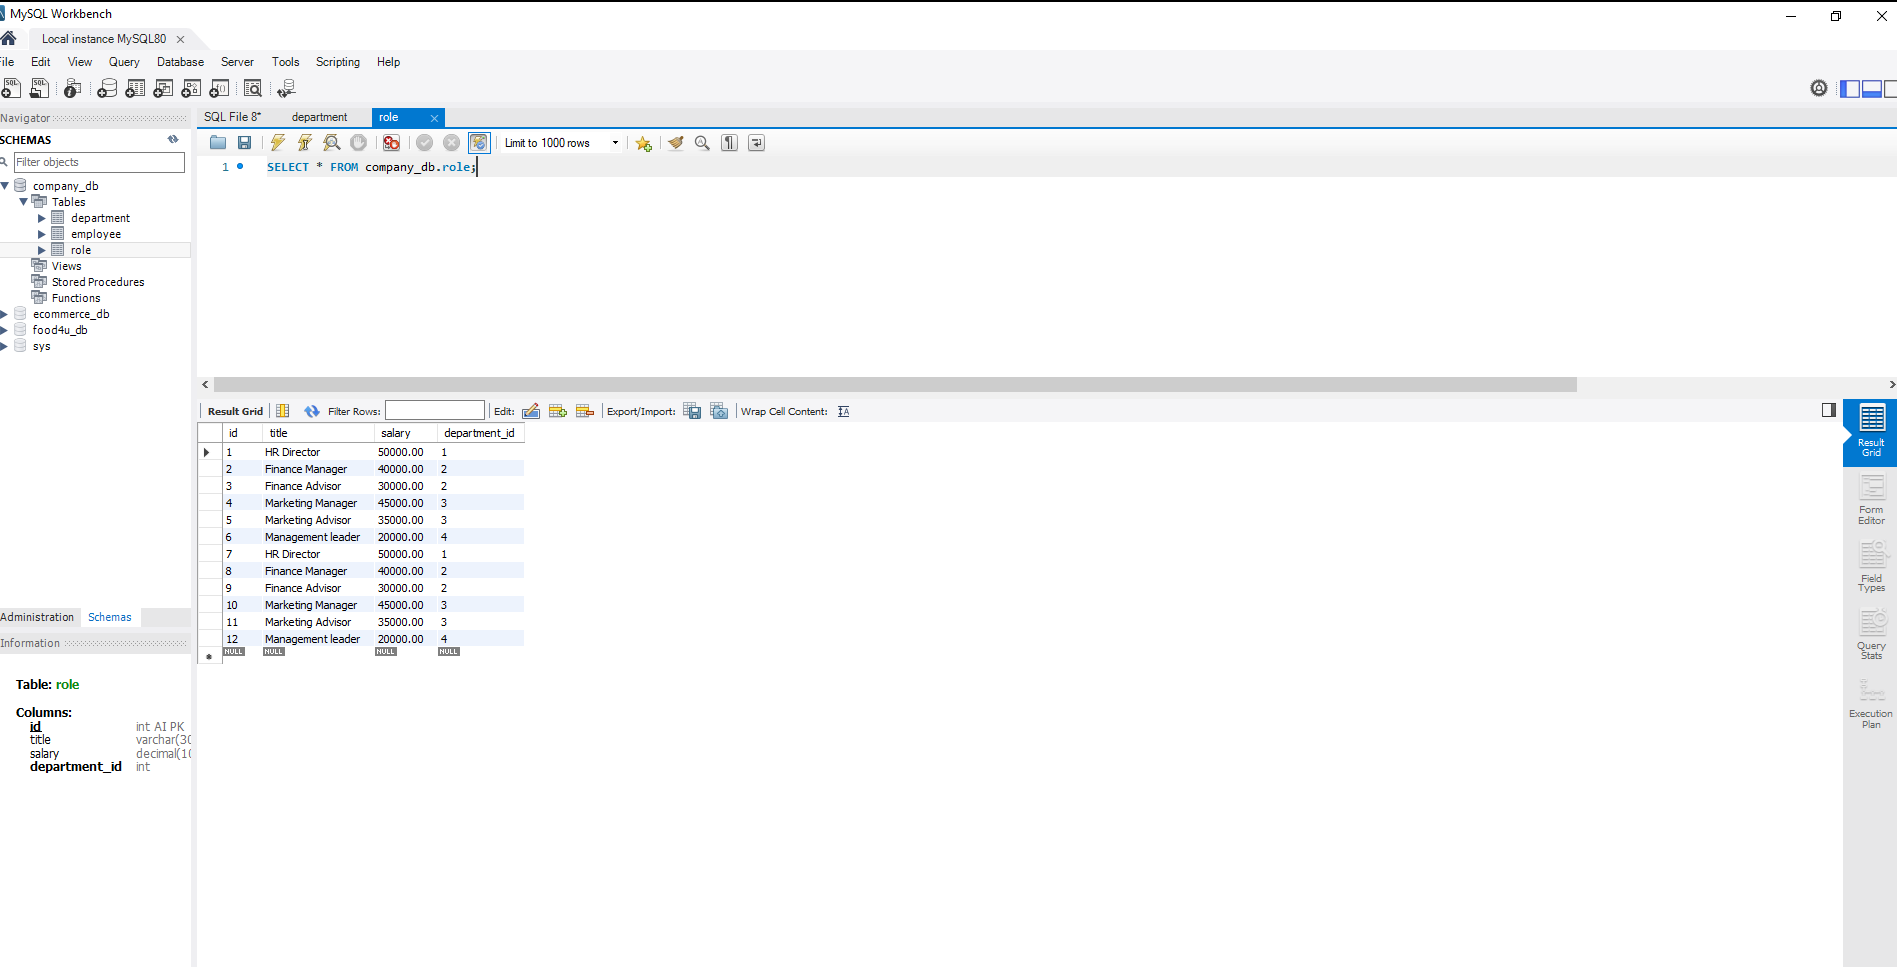 MySQL Workbench
Local instance MySQL80
File Edit View Query Database Server Tools Scripting Help
Navigator
SCHEMAS
Filter objects
company_db
Tables
department
employee
role
Views
Stored Procedures
Functions
ecommerce_db
food4u_db
sys
Administration Schemas
Information
Table: role
Columns:
id int AI PK
title varchar(30
salary decimal(10
department_id int
SQL File 8* department role
Limit to 1000 rows
1 SELECT * FROM company_db.role;
Result Grid Filter Rows: Edit: Export/Import: Wrap Cell Content:
id title salary department_id
1 HR Director 50000.00 1
2 Finance Manager 40000.00 2
3 Finance Advisor 30000.00 2
4 Marketing Manager 45000.00 3
5 Marketing Advisor 35000.00 3
6 Management leader 20000.00 4
7 HR Director 50000.00 1
8 Finance Manager 40000.00 2
9 Finance Advisor 30000.00 2
10 Marketing Manager 45000.00 3
11 Marketing Advisor 35000.00 3
12 Management leader 20000.00 4
NULL NULL NULL NULL
Result
Grid
Form
Editor
Field
Types
Query
Stats
Execution
Plan